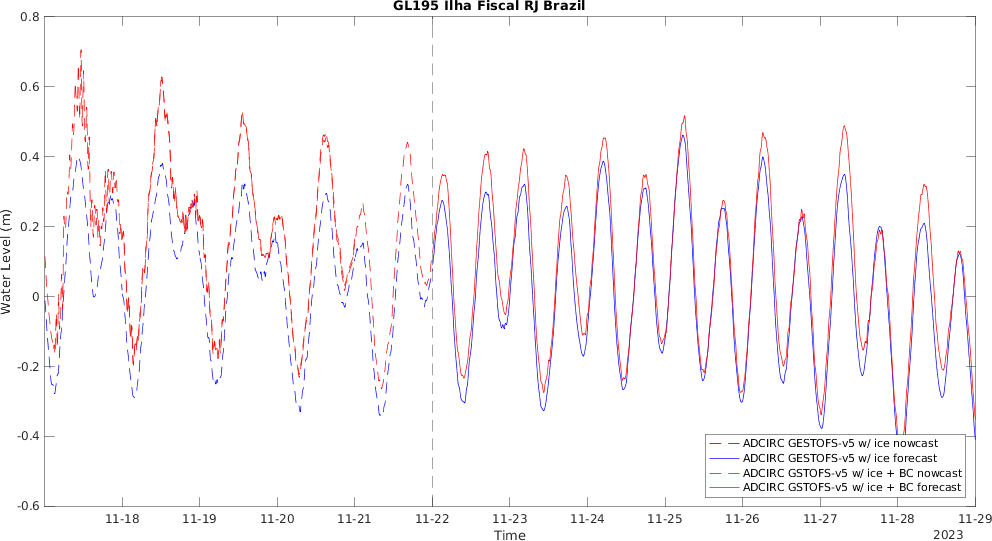 GL195 Ilha Fiscal RJ Brazil
0.8
0.6
0.4
0.2
0
-0.2
-0.4
-0.6
Water Level (m)
ADCIRC GESTOFS-v5 w/ ice nowcast
ADCIRC GESTOFS-v5 w/ ice forecast
ADCIRC GSTOFS-v5 w/ ice + BC nowcast
ADCIRC GSTOFS-v5 w/ ice + BC forecast
11-18 11-19 11-20 11-21 11-22 11-23 11-24 11-25 11-26 11-27 11-28 11-29
Time
2023